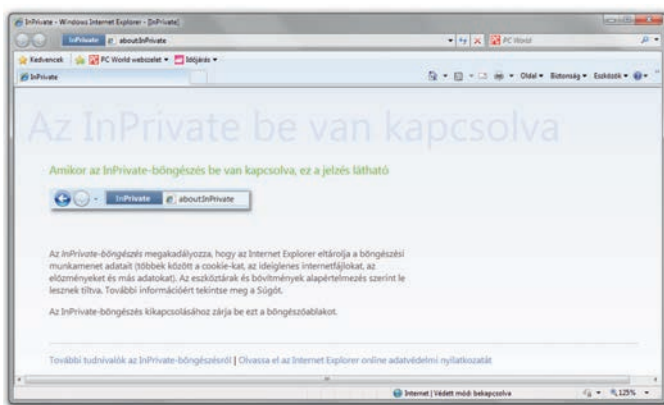 InPrivate - Windows Internet Explorer - [InPrivate]
InPrivate about:InPrivate PC World
Kedvencek PC World webszelet Időjárás
InPrivate Oldal Biztonság Eszközök
Az InPrivate be van kapcsolva
Amikor az InPrivate-böngészés be van kapcsolva, ez a jelzés látható
InPrivate about:InPrivate
Az InPrivate-böngészés megakadályozza, hogy az Internet Explorer eltárolja a böngészési
munkamenet adatait (többek között a cookie-kat, az ideiglenes internetfájlokat, az
előzményeket és más adatokat). Az eszköztárak és bővítmények alapértelmezés szerint le
lesznek tiltva. További információért tekintse meg a Súgót.
Az InPrivate-böngészés kikapcsolásához zárja be ezt a böngészőablakot.
További tudnivalók az InPrivate-böngészésről | Olvassa el az Internet Explorer online adatvédelmi nyilatkozatát
Internet | Védett mód: bekapcsolva 125%